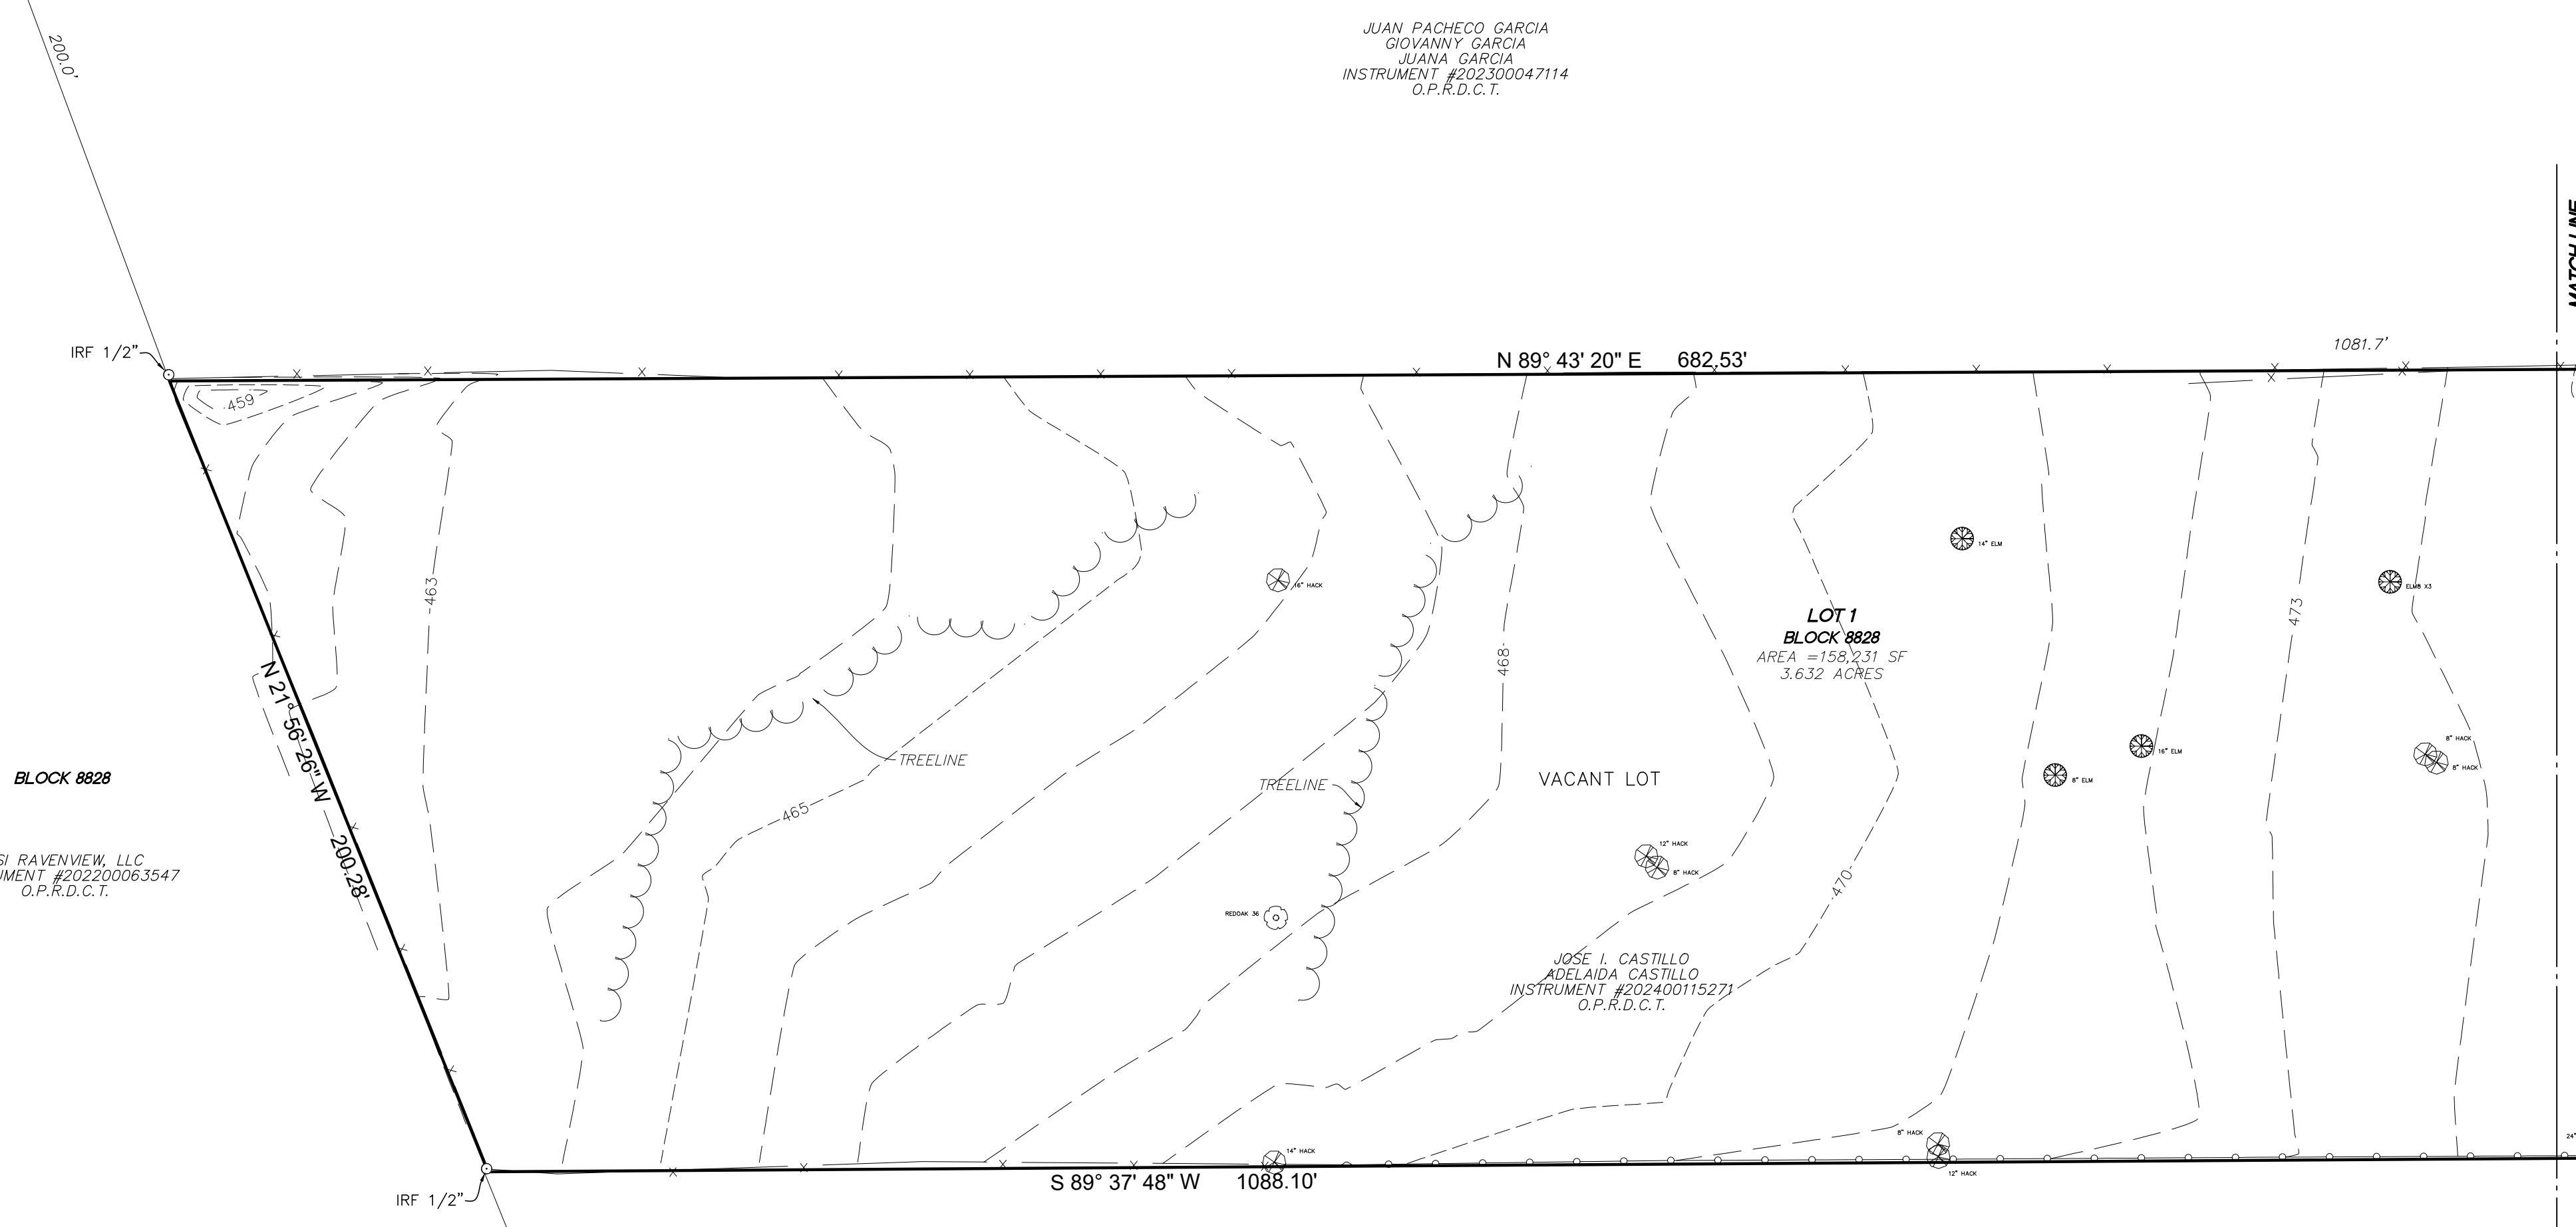 200.0'
JUAN PACHECO GARCIA
GIOVANNY GARCIA
JUANA GARCIA
INSTRUMENT #202300047114
O.P.R.D.C.T.
MATCH LINE
IRF 1/2"
N 89° 43' 20" E 682.53'
1081.7'
459
463
14" ELM
16" HACK
ELM8 X3
LOT 1
BLOCK 8828
AREA =158,231 SF
3.632 ACRES
473
468
N 21° 56' 26" W 200.28'
TREELINE
TREELINE
465
VACANT LOT
16" ELM
8" ELM
8" HACK
8" HACK
BLOCK 8828
SI RAVENVIEW, LLC
UMENT #202200063547
O.P.R.D.C.T.
12" HACK
8" HACK
470
REDOAK 36
JOSE I. CASTILLO
ADELAIDA CASTILLO
INSTRUMENT #202400115271
O.P.R.D.C.T.
8" HACK
12" HACK
14" HACK
24"
S 89° 37' 48" W 1088.10'
IRF 1/2"